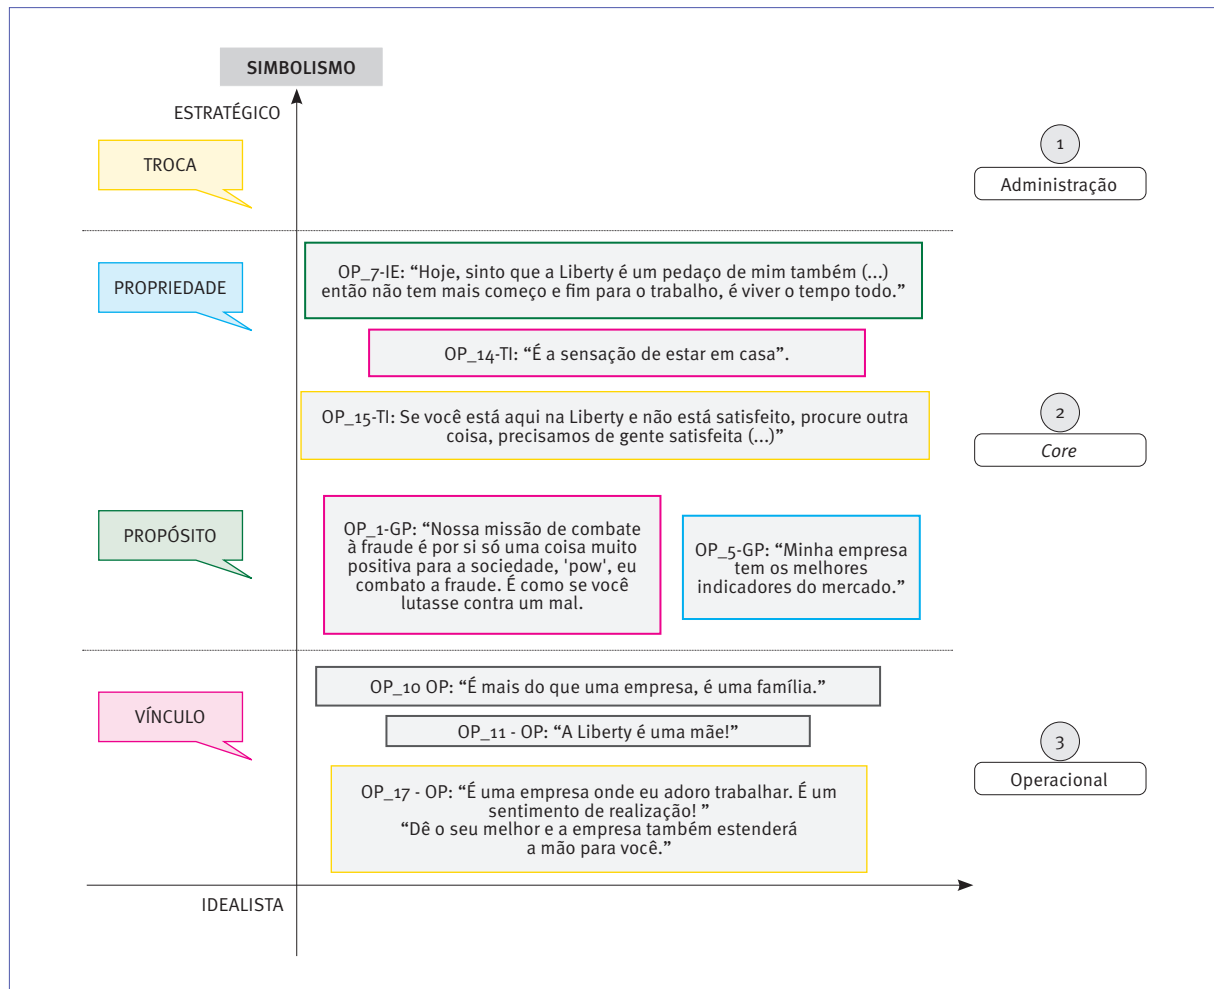 SIMBOLISMO
ESTRATÉGICO
TROCA
1
Administração
PROPRIEDADE
OP_7-IE: “Hoje, sinto que a Liberty é um pedaço de mim também (...)
então não tem mais começo e fim para o trabalho, é viver o tempo todo.”
OP_14-TI: “É a sensação de estar em casa”.
OP_15-TI: Se você está aqui na Liberty e não está satisfeito, procure outra
coisa, precisamos de gente satisfeita (...)”
2
Core
PROPÓSITO
OP_1-GP: “Nossa missão de combate
à fraude é por si só uma coisa muito
positiva para a sociedade, 'pow', eu
combato a fraude. É como se você
lutasse contra um mal.
OP_5-GP: “Minha empresa
tem os melhores
indicadores do mercado.”
VÍNCULO
OP_10 OP: “É mais do que uma empresa, é uma família.”
OP_11 - OP: “A Liberty é uma mãe!”
OP_17 - OP: “É uma empresa onde eu adoro trabalhar. É um
sentimento de realização! ”
“Dê o seu melhor e a empresa também estenderá
a mão para você.”
3
Operacional
IDEALISTA